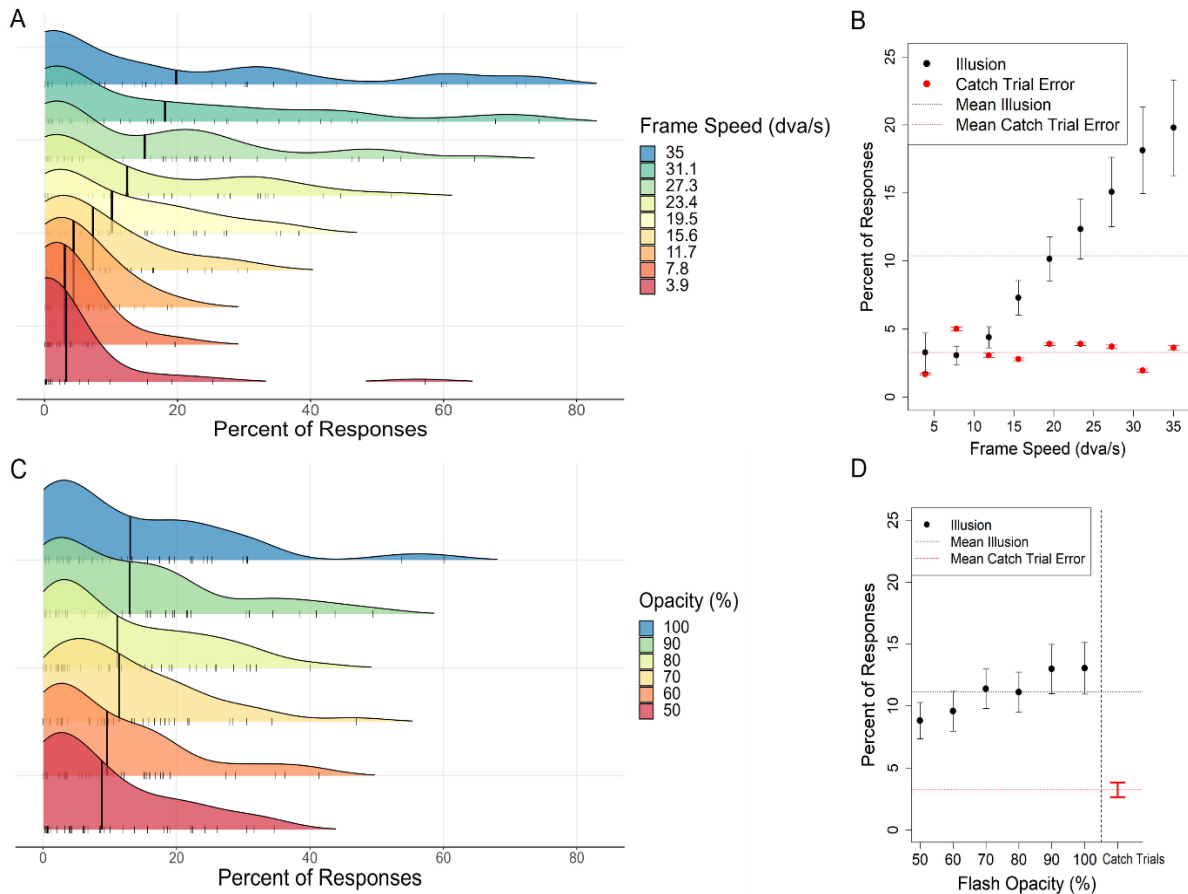 A
0
20
40
60
80
Percent of Responses
Frame Speed (dva/s)
35
31.1
27.3
23.4
19.5
15.6
11.7
7.8
3.9
B
Illusion
Catch Trial Error
Mean Illusion
Mean Catch Trial Error
25
20
15
10
5
0
Percent of Responses
5 10 15 20 25 30 35
Frame Speed (dva/s)
C
0
20
40
60
80
Percent of Responses
Opacity (%)
100
90
80
70
60
50
D
Illusion
Mean Illusion
Mean Catch Trial Error
25
20
15
10
5
0
Percent of Responses
50 60 70 80 90 100 Catch Trials
Flash Opacity (%)